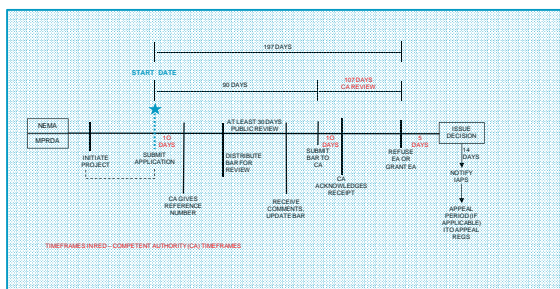 197 DAYS
START DATE
90 DAYS
107 DAYS
CA REVIEW
NEMA
MPRDA
INITIATE
PROJECT
10
DAYS
SUBMIT
APPLICATION
CA GIVES
REFERENCE
NUMBER
AT LEAST 30 DAYS
PUBLIC REVIEW
DISTRIBUTE
BAR FOR
REVIEW
RECEIVE
COMMENTS,
UPDATE BAR
SUBMIT
BAR TO
CA
10
DAYS
CA
ACKNOWLEDGES
RECEIPT
REFUSE
EA OR
GRANT EA
5
DAYS
ISSUE
DECISION
14
DAYS
NOTIFY
IAPS
APPEAL
PERIOD (IF
APPLICABLE)
ITO APPEAL
REGS
TIMEFRAMES IN RED – COMPETENT AUTHORITY (CA) TIMEFRAMES